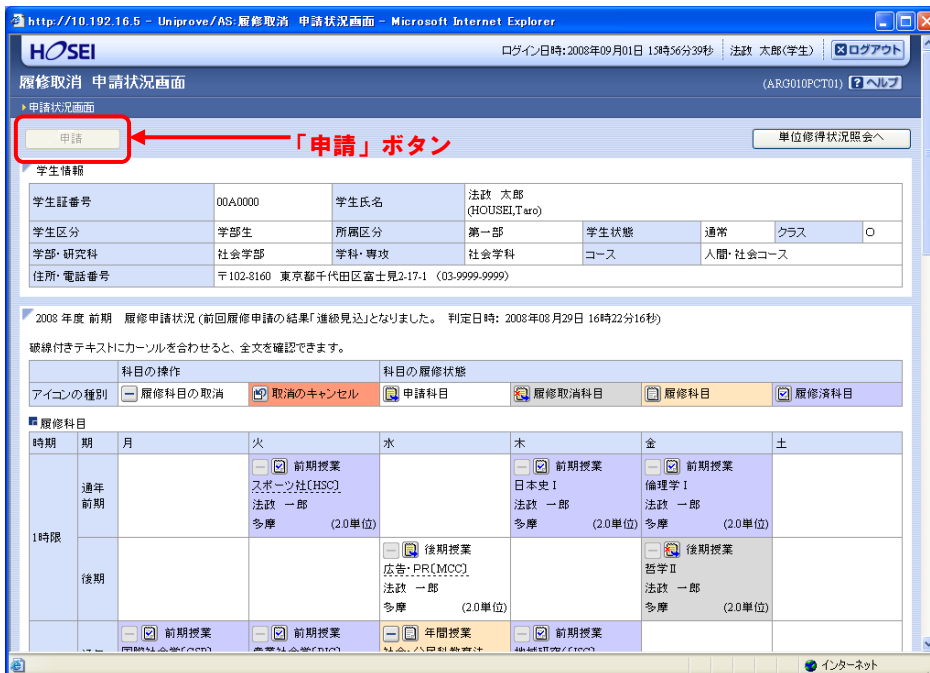 http://10.192.16.5 - Uniprove/AS:履修取消 申請状況画面 - Microsoft Internet Explorer
HOSEI
ログイン日時:2008年09月01日 15時56分39秒 法政 太郎(学生) ログアウト
履修取消 申請状況画面
(ARG010PCT01) ? ヘルプ
申請状況画面
申請
「申請」ボタン
単位修得状況照会へ
学生情報
学生証番号 00A0000 学生氏名 法政 太郎
(HOUSEI,Taro)
学生区分 学部生 所属区分 第一部 学生状態 通常 クラス O
学部・研究科 社会学部 学科・専攻 社会学科 コース 人間・社会コース
住所・電話番号 〒102-8160 東京都千代田区富士見2-17-1 (03-9999-9999)
2008 年度 前期 履修申請状況 (前回履修申請の結果「進級見込」となりました。 判定日時: 2008年08月29日 16時22分16秒)
破線付きテキストにカーソルを合わせると、全文を確認できます。
科目の操作 科目の履修状態
アイコンの種別 履修科目の取消 取消のキャンセル 申請科目 履修取消科目 履修科目 履修済科目
履修科目
時期 期 月 火 水 木 金 土
1時限
通年
前期
前期授業
スポーツ社[HSC]
法政 一郎
多摩 (2.0単位)
前期授業
日本史Ⅰ
法政 一郎
多摩 (2.0単位)
前期授業
倫理学Ⅰ
法政 一郎
多摩 (2.0単位)
後期
後期授業
広告・PR[MCC]
法政 一郎
多摩 (2.0単位)
後期授業
哲学Ⅱ
法政 一郎
多摩 (2.0単位)
前期授業
前期授業
年間授業
前期授業
インターネット